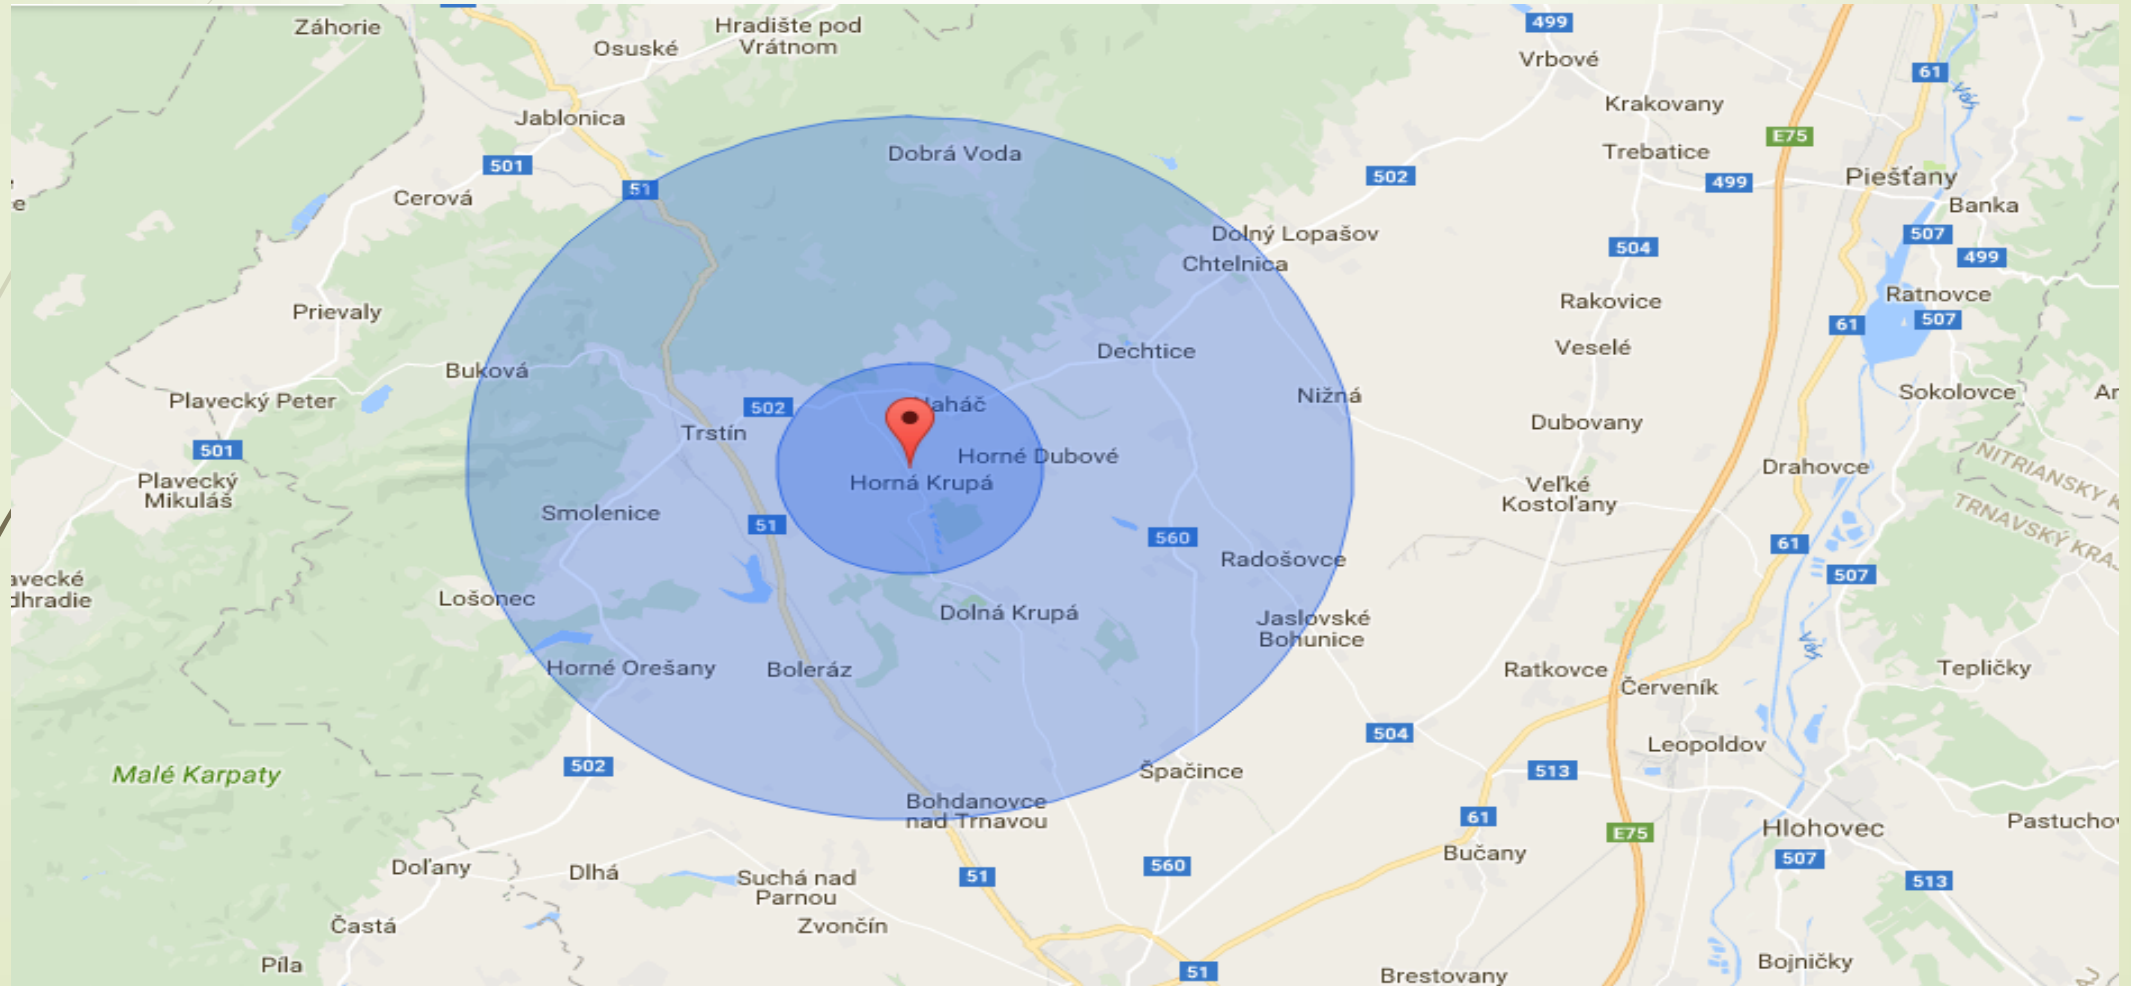 Záhorie
Hradište pod
Vrátnom
Osuské
499
Vrbové
61
Váh
Krakovany
Jablonica
E75
Dobrá Voda
Trebatice
501
502
499
Piešťany
51
Cerová
Banka
Dolný Lopašov
507
504
499
Chtelnica
Ratnovce
Rakovice
Prievaly
507
61
Veselé
Dechtice
Buková
Sokolovce
Nižná
Plavecký Peter
502
Dubovany
Trstín
501
Horné Dubové
Drahovce
NITRIANSKY
Horná Krupá
Plavecký
Mikuláš
Veľké
Kostoľany
TRNAVSKÝ
Smolenice
51
560
61
Radošovce
507
Lošonec
Dolná Krupá
Jaslovské
Bohunice
Váh
Horné Orešany
Boleráz
Ratkovce
Tepličky
Červeník
504
Leopoldov
Malé Karpaty
502
Špačince
513
Bohdanovce
nad Trnavou
61
E75
Hlohovec
Bučany
507
Doľany
Dlhá
560
51
Suchá nad
Parnou
513
Častá
Zvončín
Píla
51
Brestovany
Bojničky